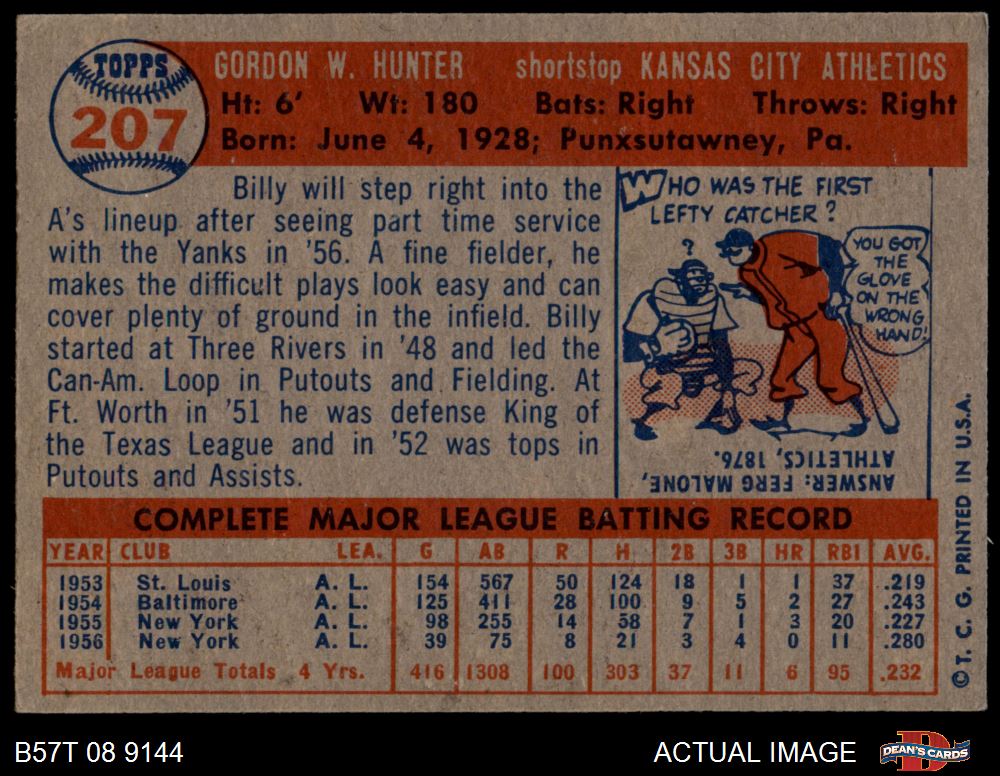 TOPPS
207
GORDON W. HUNTER shortstop KANSAS CITY ATHLETICS
Ht: 6' Wt: 180 Bats: Right Throws: Right
Born: June 4, 1928; Punxsutawney, Pa.
Billy will step right into the
A's lineup after seeing part time service
with the Yanks in '56. A fine fielder, he
makes the difficult plays look easy and can
cover plenty of ground in the infield. Billy
started at Three Rivers in '48 and led the
Can-Am. Loop in Putouts and Fielding. At
Ft. Worth in '51 he was defense King of
the Texas League and in '52 was tops in
Putouts and Assists.
WHO WAS THE FIRST
LEFTY CATCHER?
?
YOU GOT
THE
GLOVE
ON THE
WRONG
HAND!
ANSWER: FERG MALONE,
ATHLETICS, 1876.
COMPLETE MAJOR LEAGUE BATTING RECORD
YEAR CLUB LEA. G AB R H 2B 3B HR RBI AVG.
1953 St. Louis A. L. 154 567 50 124 18 1 1 37 .219
1954 Baltimore A. L. 125 411 28 100 9 5 2 27 .243
1955 New York A. L. 98 255 14 58 7 1 3 20 .227
1956 New York A. L. 39 75 8 21 3 4 0 11 .280
Major League Totals 4 Yrs. 416 1308 100 303 37 11 6 95 .232
© T. C. G. PRINTED IN U.S.A.
B57T 08 9144
ACTUAL IMAGE
D
DEAN'S CARDS